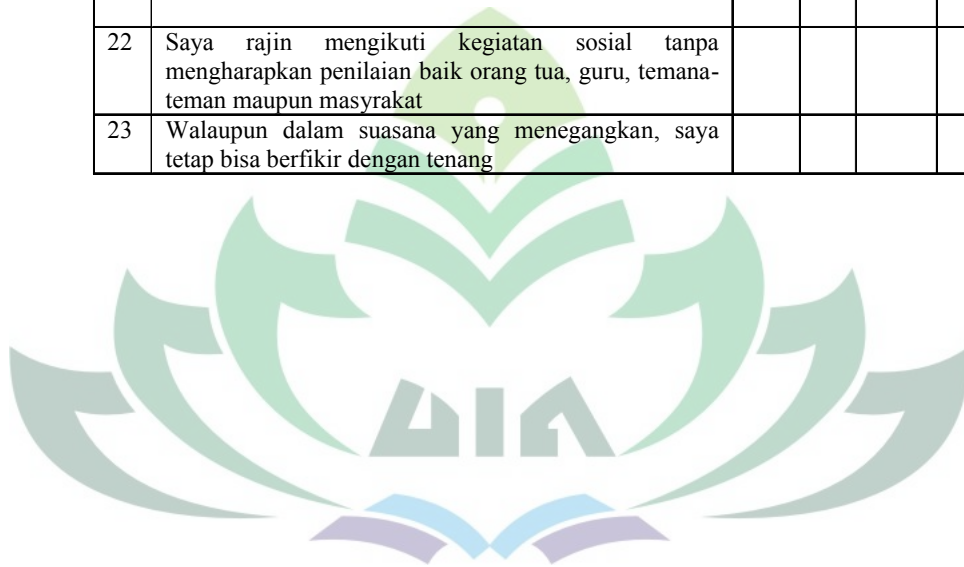 22 Saya rajin mengikuti kegiatan sosial tanpa
mengharapkan penilaian baik orang tua, guru, temana-
teman maupun masyrakat
23 Walaupun dalam suasana yang menegangkan, saya
tetap bisa berfikir dengan tenang
UIN